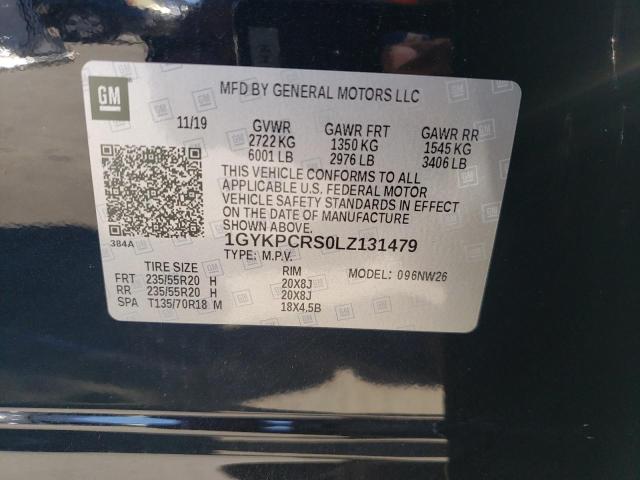 GM
MFD BY GENERAL MOTORS LLC
11/19 GVWR GAWR FRT GAWR RR
2722 KG 1350 KG 1545 KG
6001 LB 2976 LB 3406 LB
THIS VEHICLE CONFORMS TO ALL
APPLICABLE U.S. FEDERAL MOTOR
VEHICLE SAFETY STANDARDS IN EFFECT
ON THE DATE OF MANUFACTURE
SHOWN ABOVE.
384A
1GYKPCRS0LZ131479
TYPE: M.P.V.
TIRE SIZE RIM MODEL: 096NW26
FRT 235/55R20 H 20X8J
RR 235/55R20 H 20X8J
SPA T135/70R18 M 18X4.5B